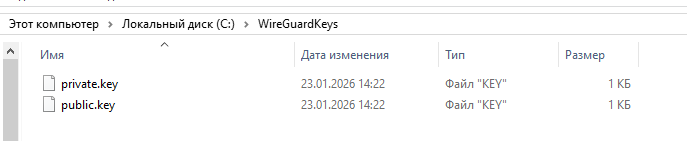 Этот компьютер > Локальный диск (C:) > WireGuardKeys
Имя Дата изменения Тип Размер
private.key 23.01.2026 14:22 Файл "KEY" 1 КБ
public.key 23.01.2026 14:22 Файл "KEY" 1 КБ